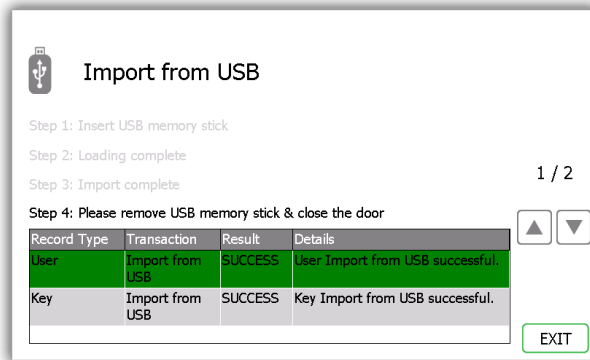 Import from USB
Step 1: Insert USB memory stick
Step 2: Loading complete
Step 3: Import complete
1 / 2
Step 4: Please remove USB memory stick & close the door
Record Type Transaction Result Details
User Import from USB SUCCESS User Import from USB successful.
Key Import from USB SUCCESS Key Import from USB successful.
EXIT